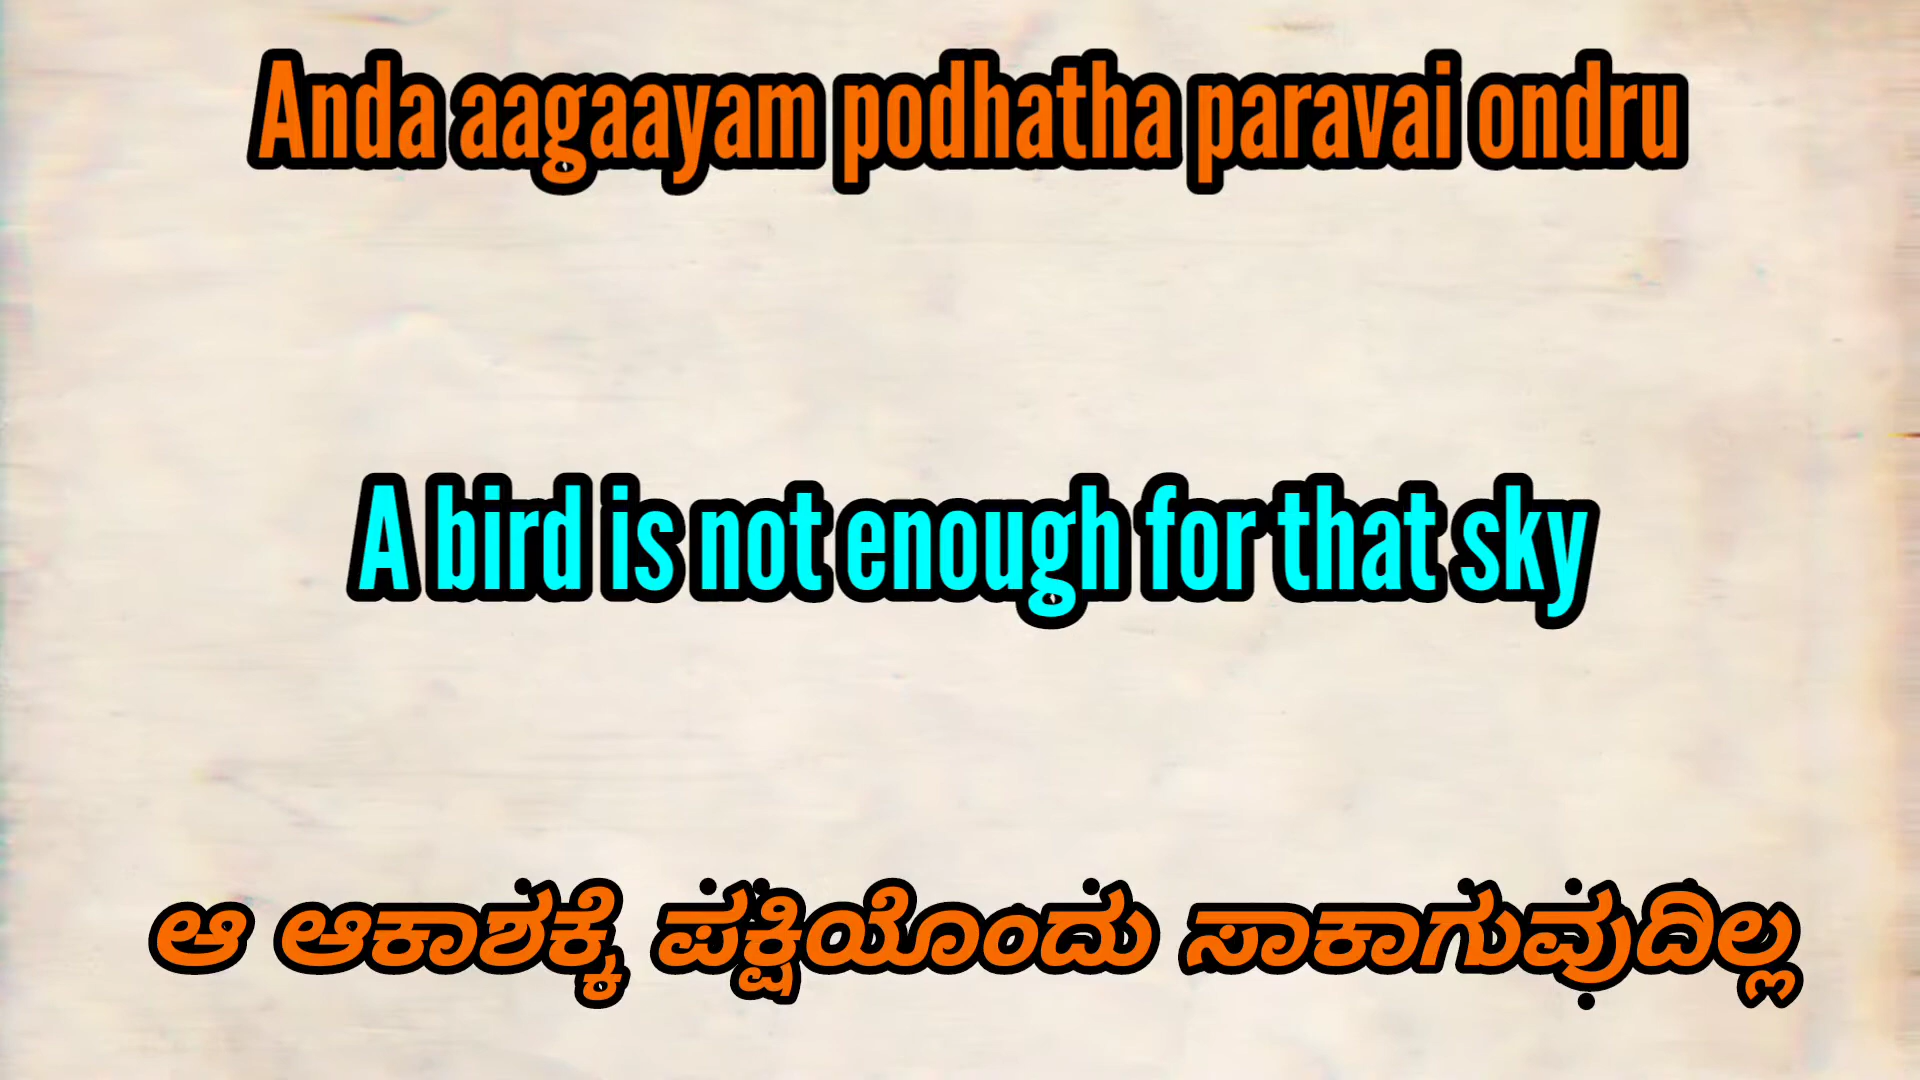 Anda aagaayam podhatha paravai ondru
A bird is not enough for that sky
ಆ ಆಕಾಶಕ್ಕೆ ಪಕ್ಷಿಯೊಂದು ಸಾಕಾಗುವುದಿಲ್ಲ